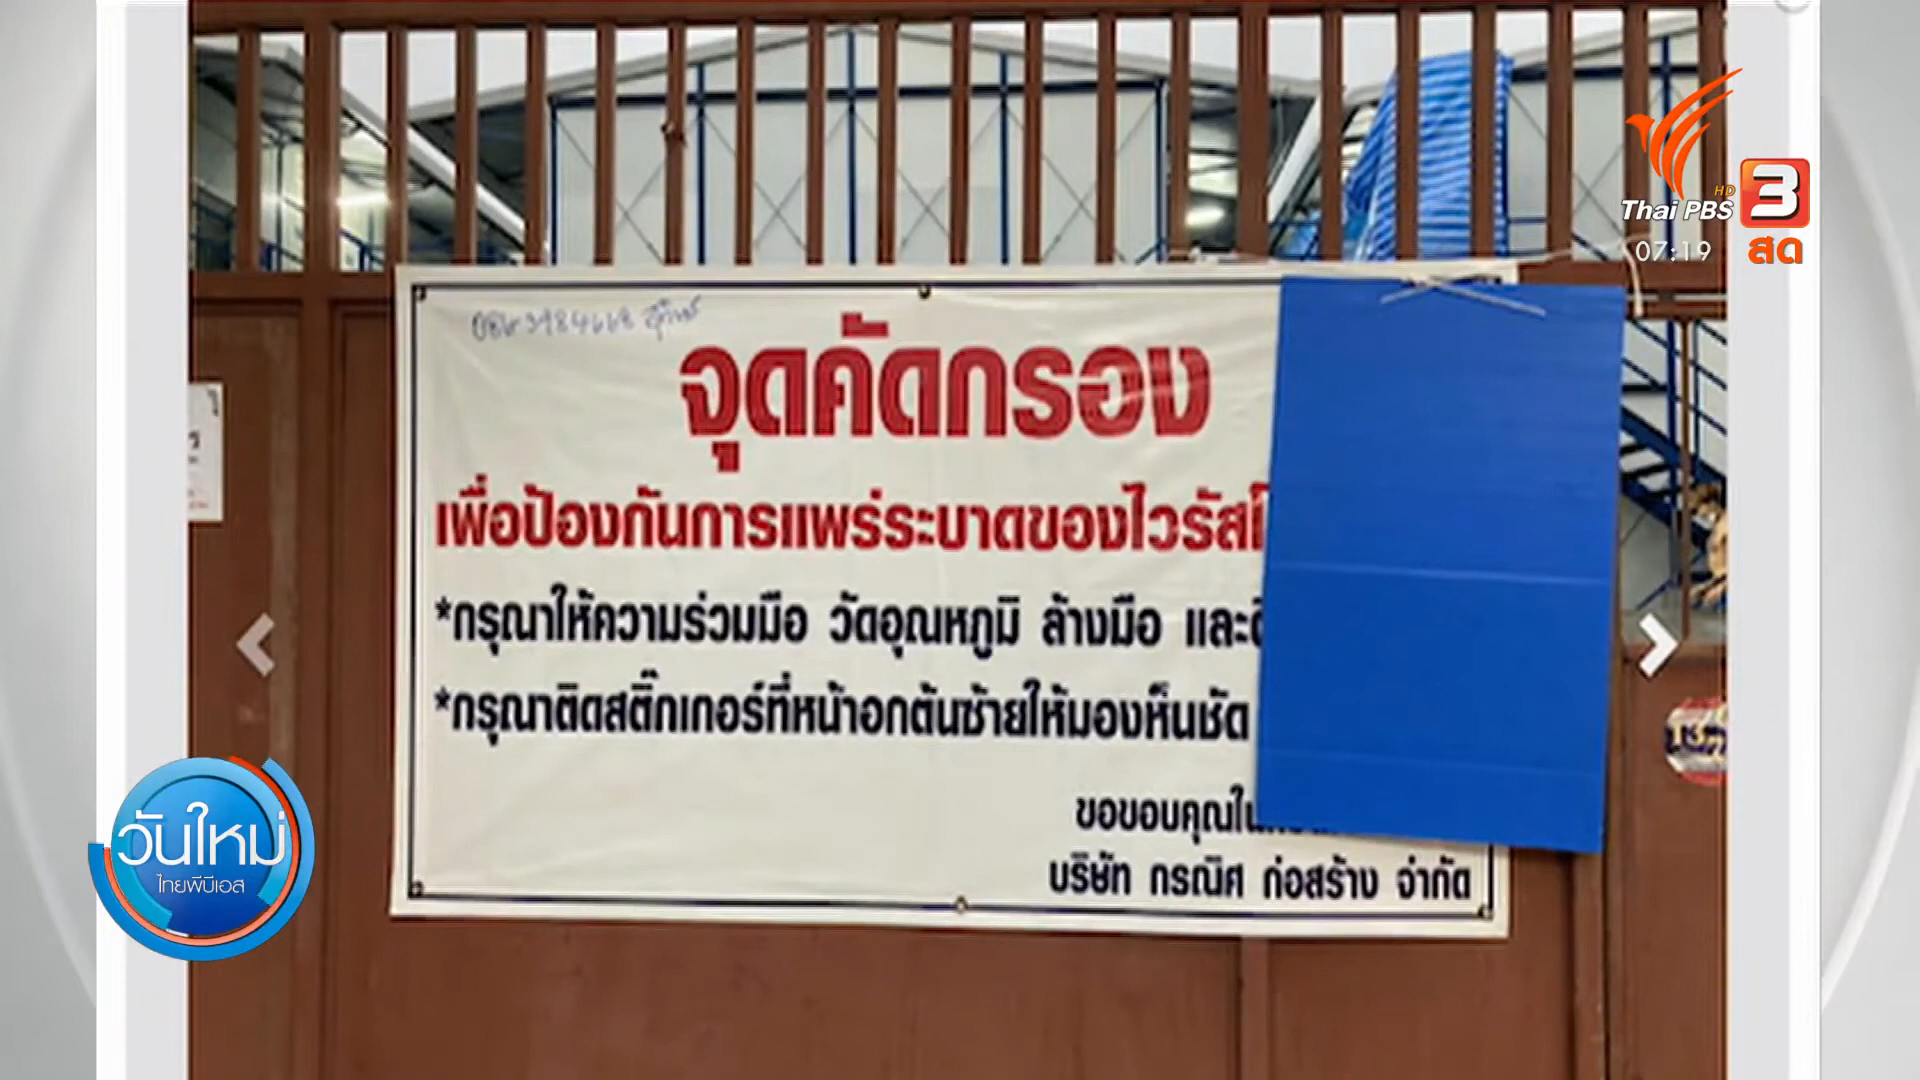 HD
Thai PBS 3
07:19 สด
จุดคัดกรอง
เพื่อป้องกันการแพร่ระบาดของไวรัส
*กรุณาให้ความร่วมมือ วัดอุณหภูมิ ล้างมือ และ
*กรุณาติดสติ๊กเกอร์ที่หน้าอกด้นซ้ายให้มองห็นชัด
ขอขอบคุณใน
บริษัท กรณิศ ก่อสร้าง จำกัด
วันใหม่
ไทยพีบีเอส